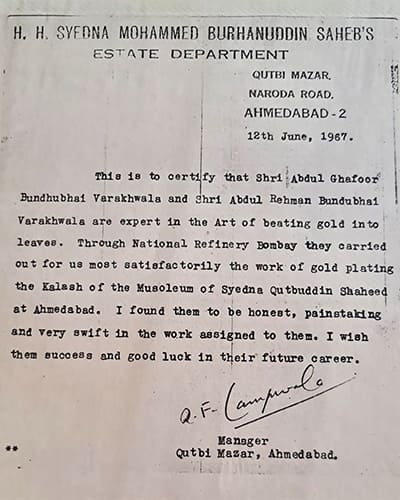 H. H. SYEDNA MOHAMMED BURHANUDDIN SAHEB'S
ESTATE DEPARTMENT
QUTBI MAZAR,
NARODA ROAD,
AHMEDABAD - 2
12th June, 1967.
This is to certify that Shri Abdul Ghafoor
Bundhubhai Varakhwala and Shri Abdul Rehman Bundubhai
Varakhwala are expert in the Art of beating gold into
leaves. Through National Refinery Bombay they carried
out for us most satisfactorily the work of gold plating
the Kalash of the Musoleum of Syedna Qutbuddin Shaheed
at Ahmedabad. I found them to be honest, painstaking
and very swift in the work assigned to them. I wish
them success and good luck in their future career.
Manager
** Qutbi Mazar, Ahmedabad.